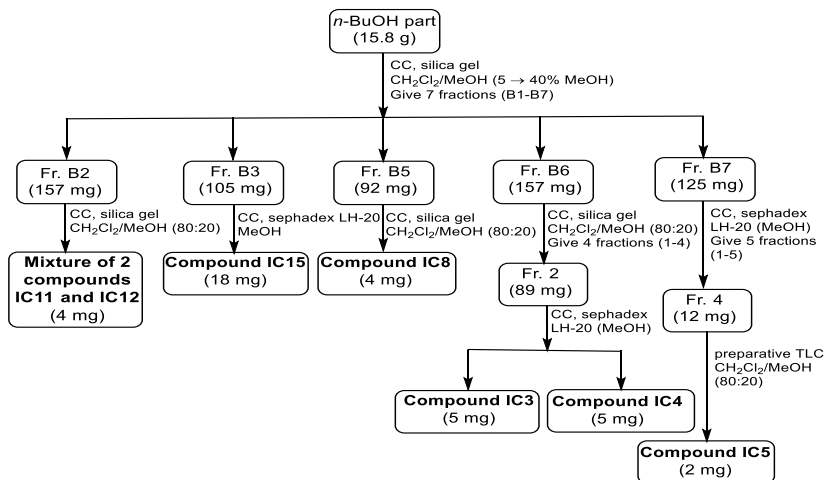 n-BuOH part
(15.8 g)
CC, silica gel
CH2Cl2/MeOH (5 → 40% MeOH)
Give 7 fractions (B1-B7)
Fr. B2
(157 mg)
Fr. B3
(105 mg)
Fr. B5
(92 mg)
Fr. B6
(157 mg)
Fr. B7
(125 mg)
CC, silica gel
CH2Cl2/MeOH (80:20)
CC, sephadex LH-20
MeOH
CC, silica gel
CH2Cl2/MeOH (80:20)
CC, silica gel
CH2Cl2/MeOH (80:20)
Give 4 fractions (1-4)
CC, sephadex
LH-20 (MeOH)
Give 5 fractions
(1-5)
Mixture of 2
compounds
IC11 and IC12
(4 mg)
Compound IC15
(18 mg)
Compound IC8
(4 mg)
Fr. 2
(89 mg)
Fr. 4
(12 mg)
CC, sephadex
LH-20 (MeOH)
preparative TLC
CH2Cl2/MeOH
(80:20)
Compound IC3
(5 mg)
Compound IC4
(5 mg)
Compound IC5
(2 mg)